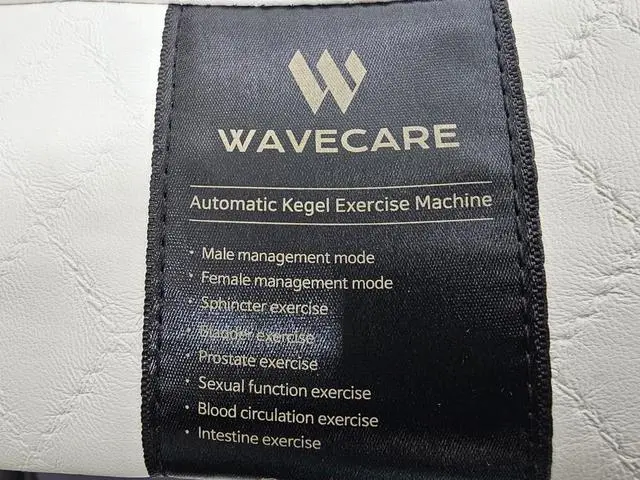 WAVECARE
Automatic Kegel Exercise Machine
· Male management mode
· Female management mode
· Sphincter exercise
· Bladder exercise
· Prostate exercise
· Sexual function exercise
· Blood circulation exercise
· Intestine exercise